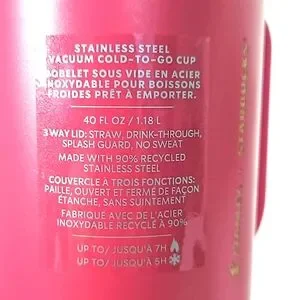 STAINLESS STEEL
VACUUM COLD-TO-GO CUP
GOBELET SOUS VIDE EN ACIER
INOXYDABLE POUR BOISSONS
FROIDES PRÊT À EMPORTER.
40 FL OZ / 1.18 L
3 WAY LID: STRAW, DRINK-THROUGH,
SPLASH GUARD, NO SWEAT
MADE WITH 90% RECYCLED
STAINLESS STEEL
COUVERCLE À TROIS FONCTIONS:
PAILLE, OUVERT ET FERME DE FAÇON
ÉTANCHE, SANS SUINTEMENT
FABRIQUE AVEC DE L'ACIER
INOXYDABLE RECYCLÉ À 90%
UP TO/ JUSQU'À 7H
UP TO/ JUSQU'À 5H
STARBUCKS